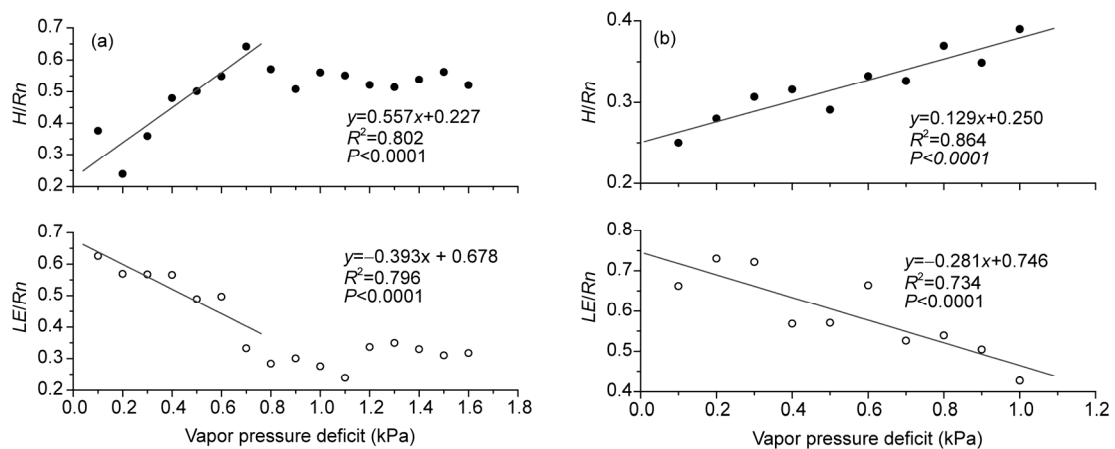 (a)
0.7
0.6
0.5
0.4
0.3
0.2
H/Rn
y=0.557x+0.227
R²=0.802
P<0.0001
(b)
0.4
0.3
0.2
H/Rn
y=0.129x+0.250
R²=0.864
P<0.0001
0.7
0.6
0.5
0.4
0.3
0.2
LE/Rn
y=−0.393x + 0.678
R²=0.796
P<0.0001
0.0 0.2 0.4 0.6 0.8 1.0 1.2 1.4 1.6 1.8
Vapor pressure deficit (kPa)
0.8
0.7
0.6
0.5
0.4
LE/Rn
y=−0.281x+0.746
R²=0.734
P<0.0001
0.0 0.2 0.4 0.6 0.8 1.0 1.2
Vapor pressure deficit (kPa)